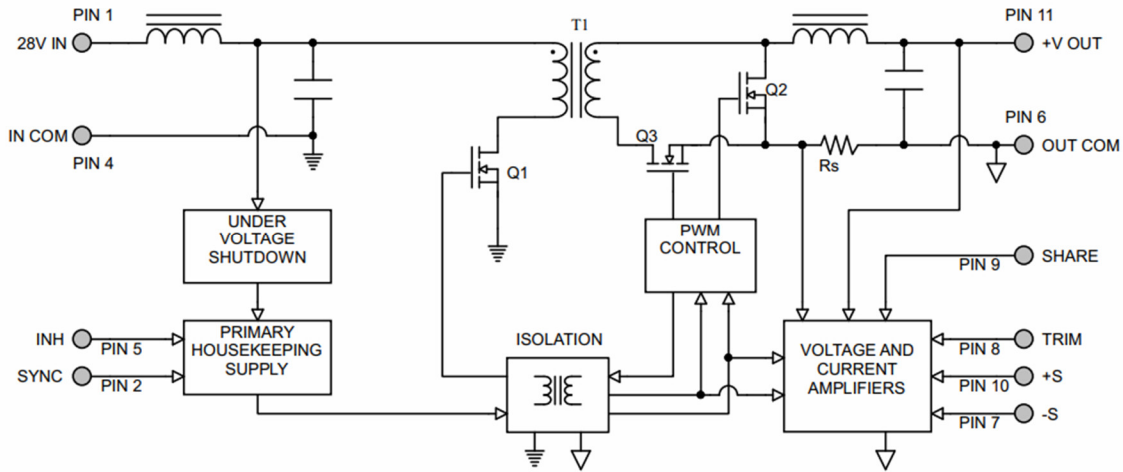 PIN 1
28V IN
IN COM
PIN 4
T1
PIN 11
+V OUT
PIN 6
OUT COM
Q2
Q3
Rs
Q1
UNDER
VOLTAGE
SHUTDOWN
PWM
CONTROL
SHARE
PIN 9
INH
PIN 5
SYNC
PIN 2
PRIMARY
HOUSEKEEPING
SUPPLY
ISOLATION
VOLTAGE AND
CURRENT
AMPLIFIERS
TRIM
PIN 8
+S
PIN 10
-S
PIN 7